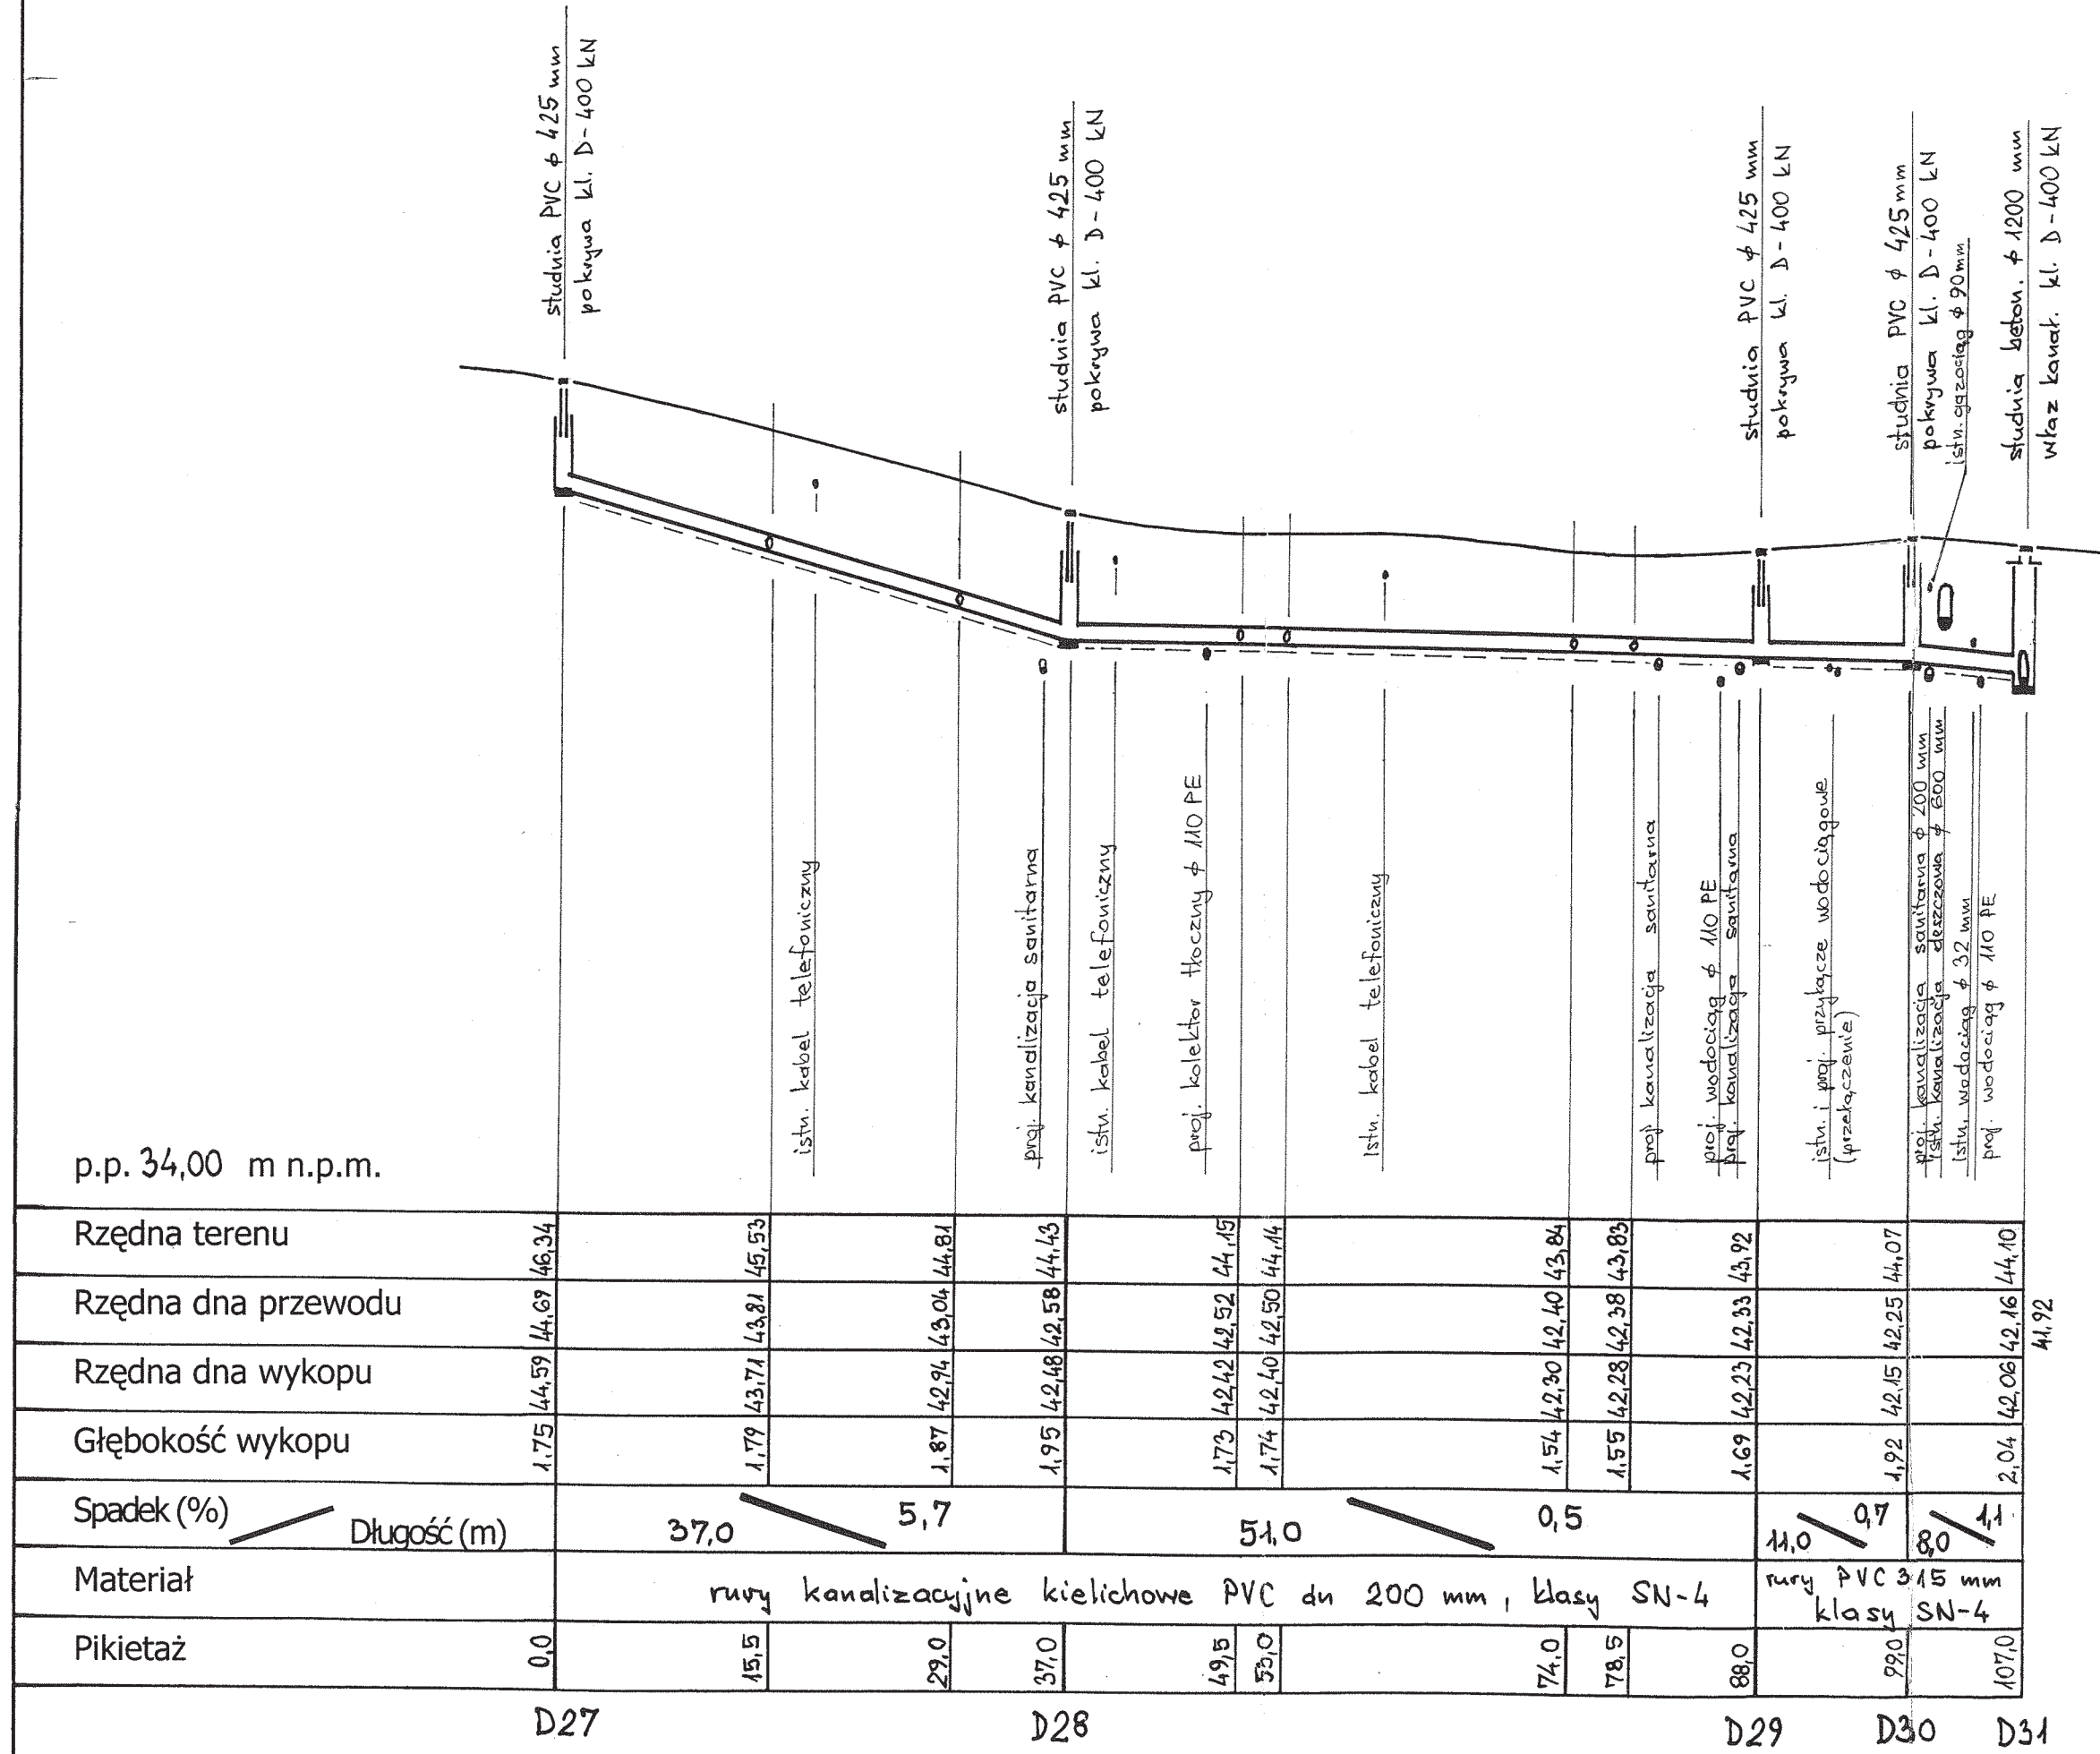 studnia PVC φ 425 mm
pokrywa kl. D-400 kN
studnia PVC φ 425 mm
pokrywa kl. D-400 kN
studnia PVC φ 425 mm
pokrywa kl. D-400 kN
studnia PVC φ 425 mm
pokrywa kl. D-400 kN
istn. gazociąg φ 90mm
studnia beton. φ 1200 mm
właz kanał. kl. D-400 kN
istn. kabel telefoniczny
proj. kanalizacja sanitarna
istn. kabel telefoniczny
proj. kolektor tłoczny φ 110 PE
istn. kabel telefoniczny
proj. kanalizacja sanitarna
proj. wodociąg φ 110 PE
proj. kanalizacja sanitarna
istn. i proj. przyłącze wodociągowe
(przełączenie)
proj. kanalizacja sanitarna φ 200 mm
istn. kanalizacja deszczowa φ 600 mm
istn. wodociąg φ 32 mm
proj. wodociąg φ 110 PE
p.p. 34,00 m n.p.m.
Rzędna terenu 46,34 45,53 44,81 44,43 44,15 44,14 43,84 43,83 43,92 44,07 44,10
Rzędna dna przewodu 44,69 43,81 43,04 42,58 42,52 42,50 42,40 42,38 42,33 42,25 42,16 41,92
Rzędna dna wykopu 44,59 43,71 42,94 42,48 42,42 42,40 42,30 42,28 42,23 42,15 42,06
Głębokość wykopu 1,75 1,79 1,87 1,95 1,73 1,74 1,54 1,55 1,69 1,92 2,04
Spadek (%) 5,7 0,5 0,7 1,1
Długość (m) 37,0 51,0 11,0 8,0
Materiał rury kanalizacyjne kielichowe PVC dn 200 mm, klasy SN-4
rury PVC 315 mm
klasy SN-4
Pikietaż 0,0 15,5 29,0 37,0 49,5 53,0 74,0 78,5 88,0 99,0 107,0
D27 D28 D29 D30 D31